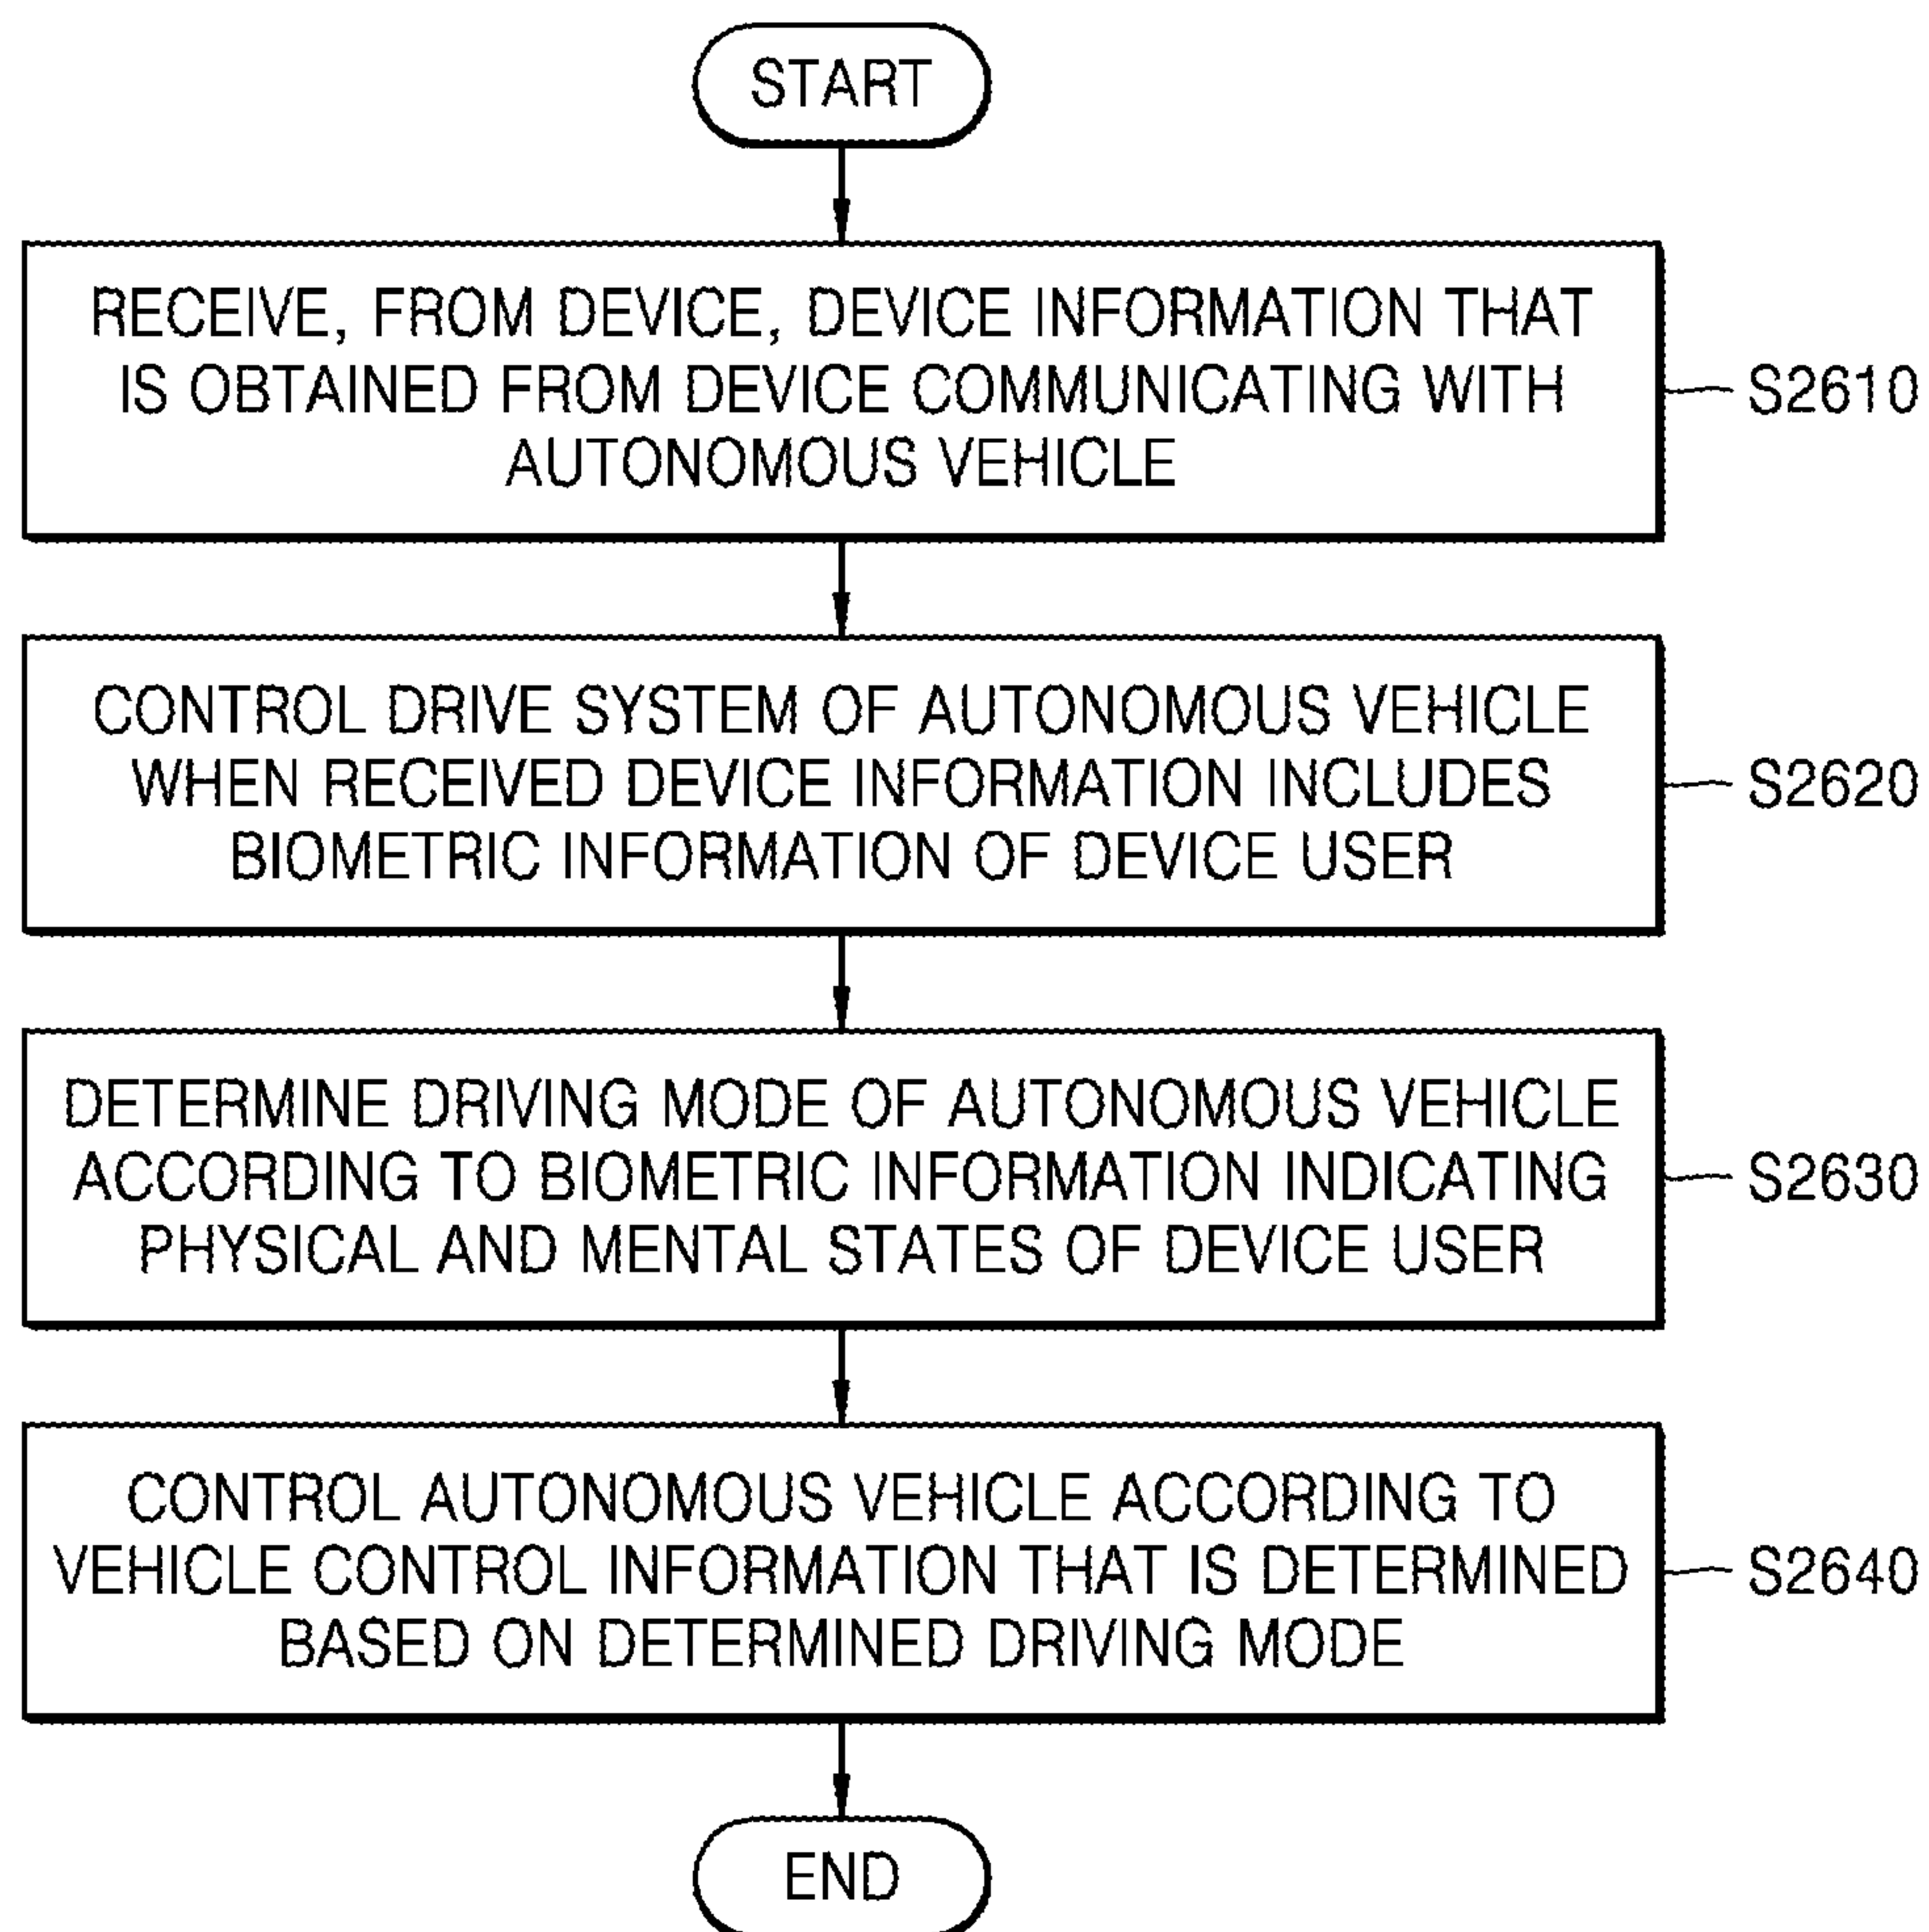 START
RECEIVE, FROM DEVICE, DEVICE INFORMATION THAT
IS OBTAINED FROM DEVICE COMMUNICATING WITH
AUTONOMOUS VEHICLE
S2610
CONTROL DRIVE SYSTEM OF AUTONOMOUS VEHICLE
WHEN RECEIVED DEVICE INFORMATION INCLUDES
BIOMETRIC INFORMATION OF DEVICE USER
S2620
DETERMINE DRIVING MODE OF AUTONOMOUS VEHICLE
ACCORDING TO BIOMETRIC INFORMATION INDICATING
PHYSICAL AND MENTAL STATES OF DEVICE USER
S2630
CONTROL AUTONOMOUS VEHICLE ACCORDING TO
VEHICLE CONTROL INFORMATION THAT IS DETERMINED
BASED ON DETERMINED DRIVING MODE
S2640
END